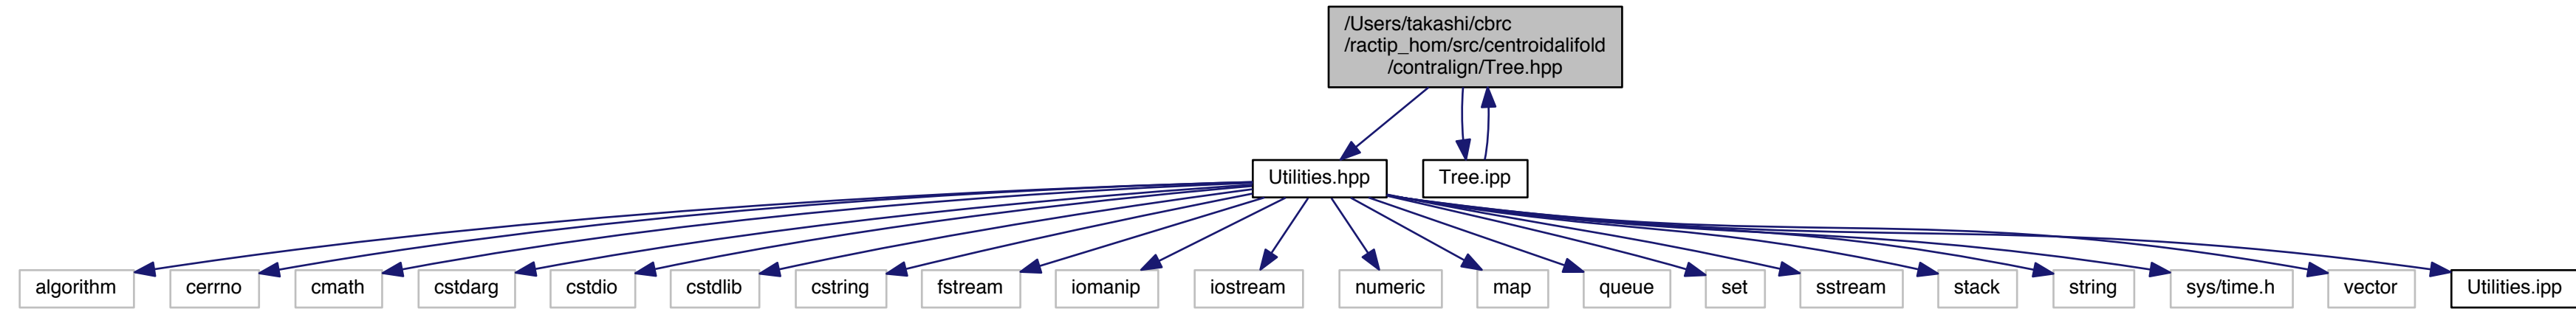 /Users/takashi/cbrc
/ractip_hom/src/centroidalifold
/contralign/Tree.hpp
Utilities.hpp
Tree.ipp
algorithm
cerrno
cmath
cstdarg
cstdio
cstdlib
cstring
fstream
iomanip
iostream
numeric
map
queue
set
sstream
stack
string
sys/time.h
vector
Utilities.ipp